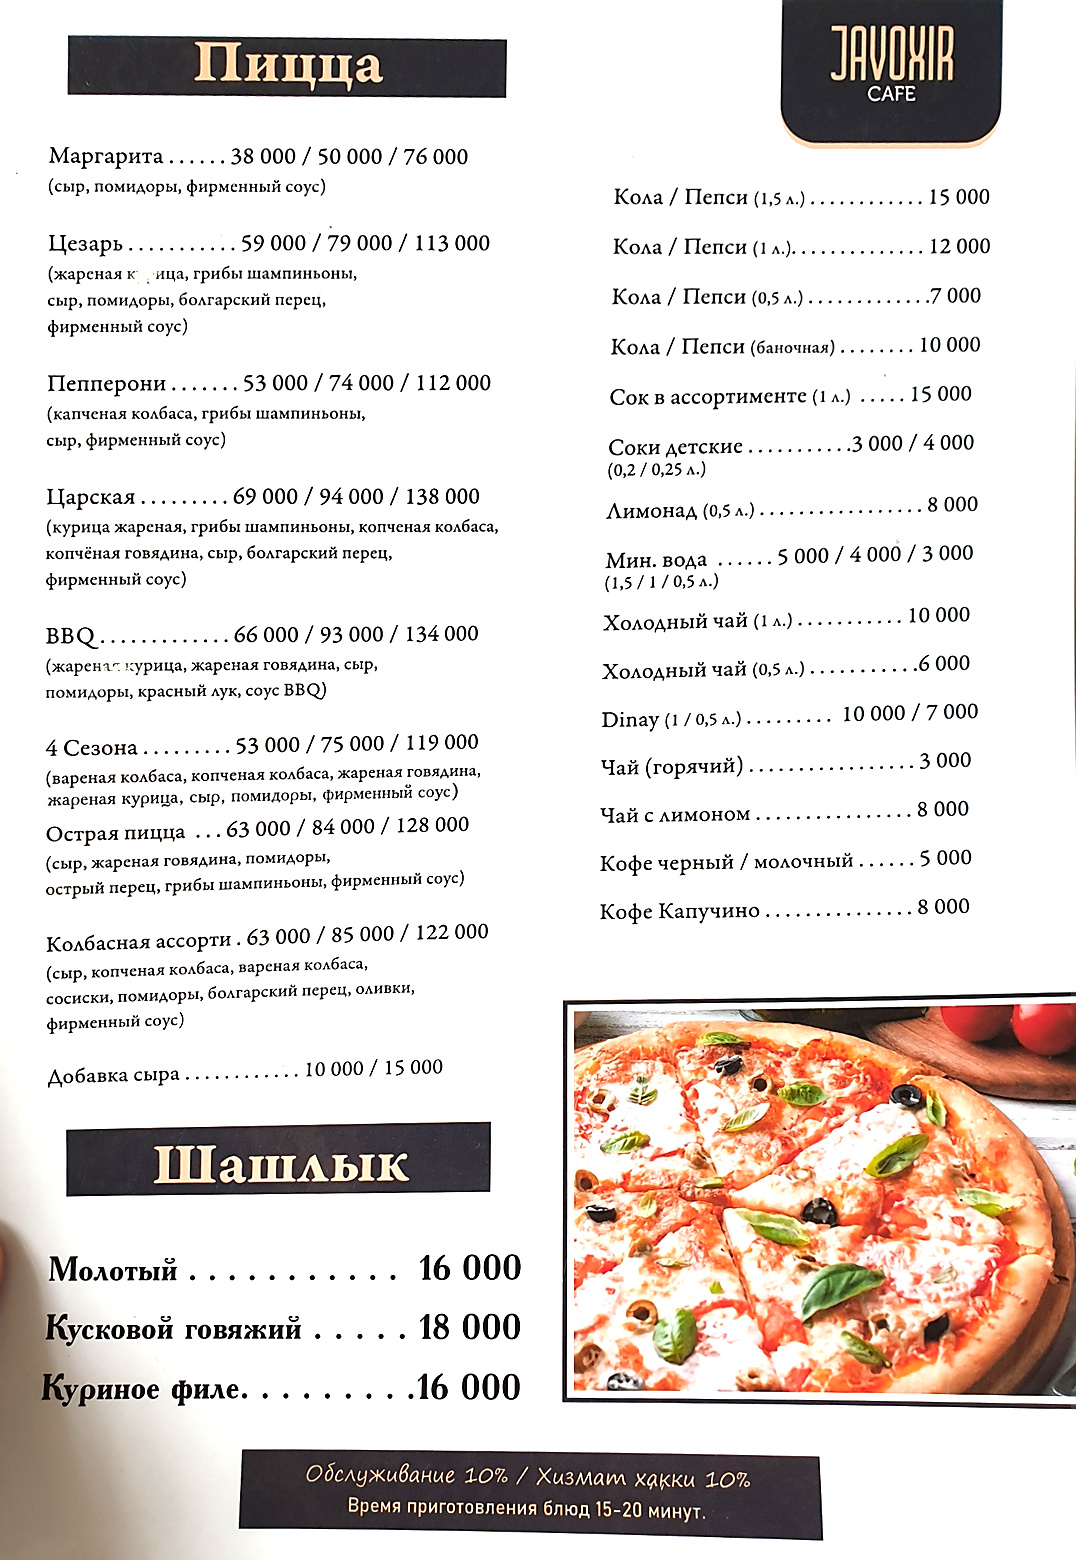 Пицца
Маргарита ...... 38 000 / 50 000 / 76 000
(сыр, помидоры, фирменный соус)
Цезарь ........... 59 000 / 79 000 / 113 000
(жареная грибы шампиньоны,
сыр, помидоры, болгарский перец,
фирменный соус)
Пепперони ....... 53 000 / 74 000 / 112 000
(капченая колбаса, грибы шампиньоны,
сыр, фирменный соус)
Царская ......... 69 000 / 94 000 / 138 000
(курица жареная, грибы шампиньоны, копченая колбаса,
копчёная говядина, сыр, болгарский перец,
фирменный соус)
BBQ ............. 66 000 / 93 000 / 134 000
(жареная курица, жареная говядина, сыр,
помидоры, красный лук, соус BBQ)
4 Сезона ......... 53 000 / 75 000 / 119 000
(вареная колбаса, копченая колбаса, жареная говядина,
жареная курица, сыр, помидоры, фирменный соус)
Острая пицца ... 63 000 / 84 000 / 128 000
(сыр, жареная говядина, помидоры,
острый перец, грибы шампиньоны, фирменный соус)
Колбасная ассорти . 63 000 / 85 000 / 122 000
(сыр, копченая колбаса, вареная колбаса,
сосиски, помидоры, болгарский перец, оливки,
фирменный соус)
Добавка сыра ............ 10 000 / 15 000
Шашлык
Молотый ........... 16 000
Кусковой говяжий ..... 18 000
Куриное филе.........16 000
JAVOXIR
CAFE
Кола / Пепси (1,5 л.) ............ 15 000
Кола / Пепси (1 л.).............. 12 000
Кола / Пепси (0,5 л.) .............7 000
Кола / Пепси (баночная) ........ 10 000
Сок в ассортименте (1 л.) ..... 15 000
Соки детские ...........3 000 / 4 000
(0,2 / 0,25 л.)
Лимонад (0,5 л.) ................. 8 000
Мин. вода ...... 5 000 / 4 000 / 3 000
(1,5 / 1 / 0,5 л.)
Холодный чай (1 л.) ........... 10 000
Холодный чай (0,5 л.) ............6 000
Dinay (1 / 0,5 л.) ......... 10 000 / 7 000
Чай (горячий) ................. 3 000
Чай с лимоном ................ 8 000
Кофе черный / молочный ...... 5 000
Кофе Капучино ............... 8 000
Обслуживание 10% / Хизмат ҳаққи 10%
Время приготовления блюд 15-20 минут.